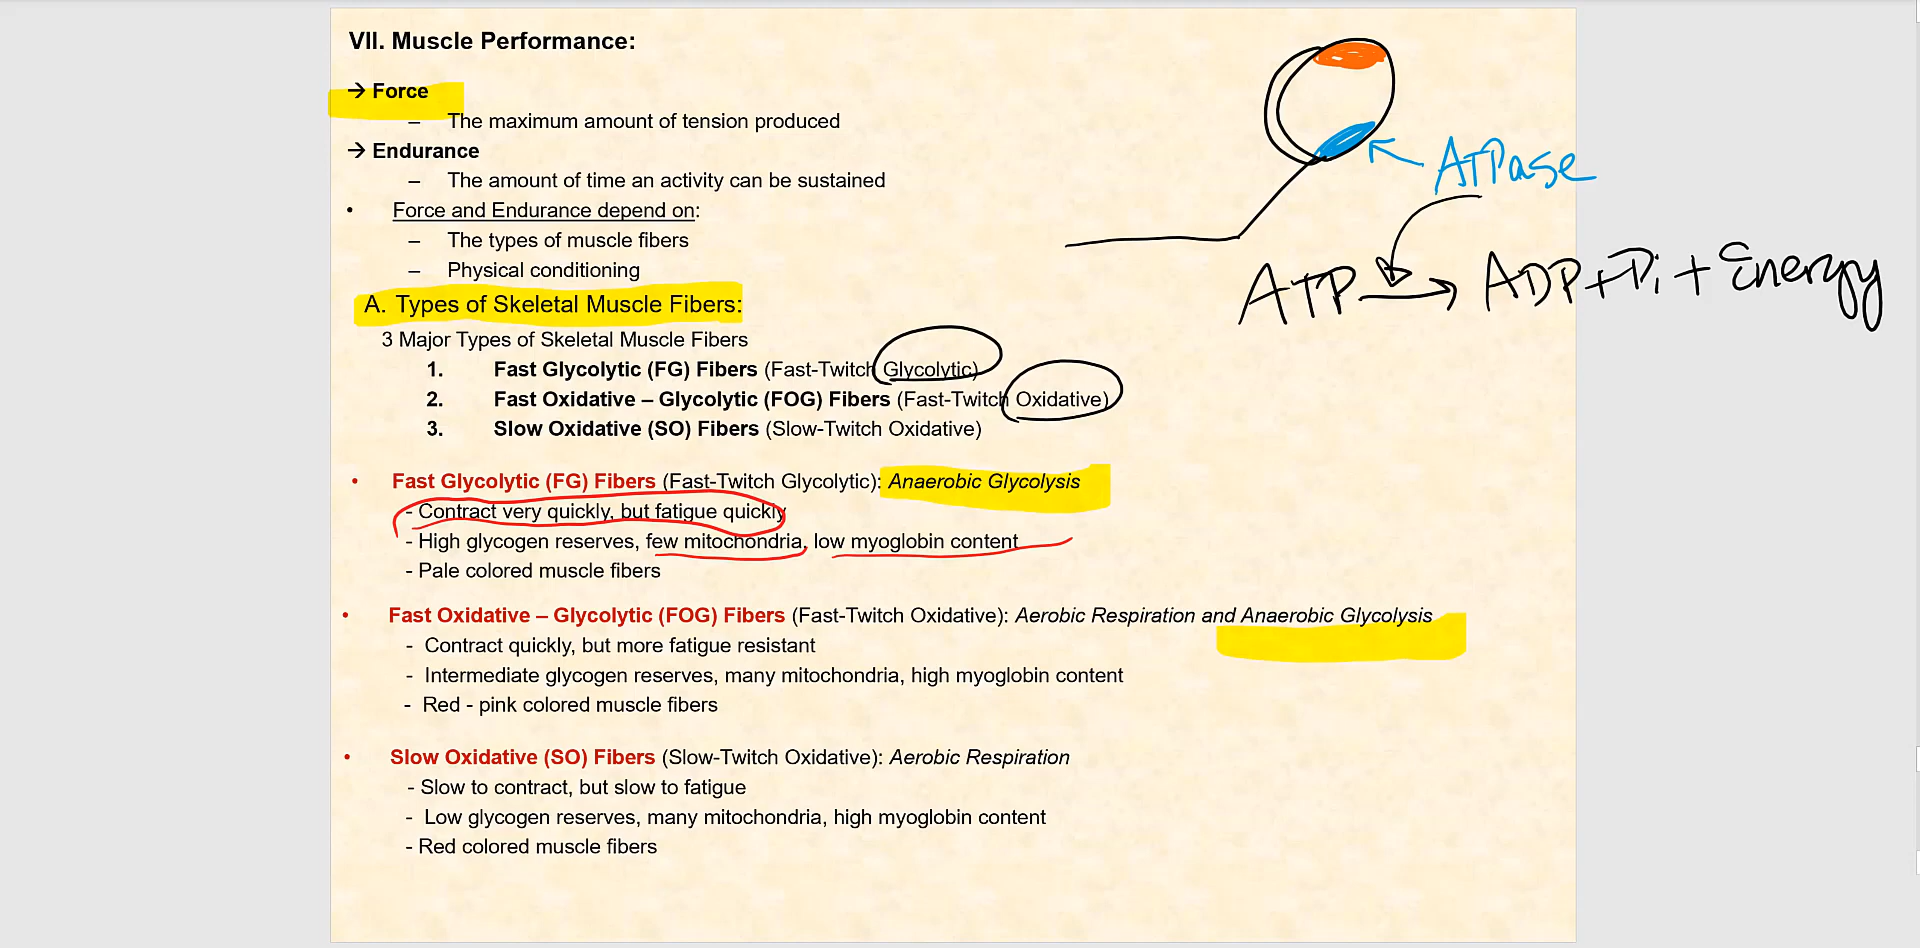 VII. Muscle Performance:
→ Force
– The maximum amount of tension produced
→ Endurance
– The amount of time an activity can be sustained
• Force and Endurance depend on:
– The types of muscle fibers
– Physical conditioning
A. Types of Skeletal Muscle Fibers:
3 Major Types of Skeletal Muscle Fibers
1. Fast Glycolytic (FG) Fibers (Fast-Twitch Glycolytic)
2. Fast Oxidative – Glycolytic (FOG) Fibers (Fast-Twitch Oxidative)
3. Slow Oxidative (SO) Fibers (Slow-Twitch Oxidative)
• Fast Glycolytic (FG) Fibers (Fast-Twitch Glycolytic): Anaerobic Glycolysis
- Contract very quickly, but fatigue quickly
- High glycogen reserves, few mitochondria, low myoglobin content
- Pale colored muscle fibers
• Fast Oxidative – Glycolytic (FOG) Fibers (Fast-Twitch Oxidative): Aerobic Respiration and Anaerobic Glycolysis
- Contract quickly, but more fatigue resistant
- Intermediate glycogen reserves, many mitochondria, high myoglobin content
- Red - pink colored muscle fibers
• Slow Oxidative (SO) Fibers (Slow-Twitch Oxidative): Aerobic Respiration
- Slow to contract, but slow to fatigue
- Low glycogen reserves, many mitochondria, high myoglobin content
- Red colored muscle fibers
ATPase
ATP → ADP + Pi + Energy